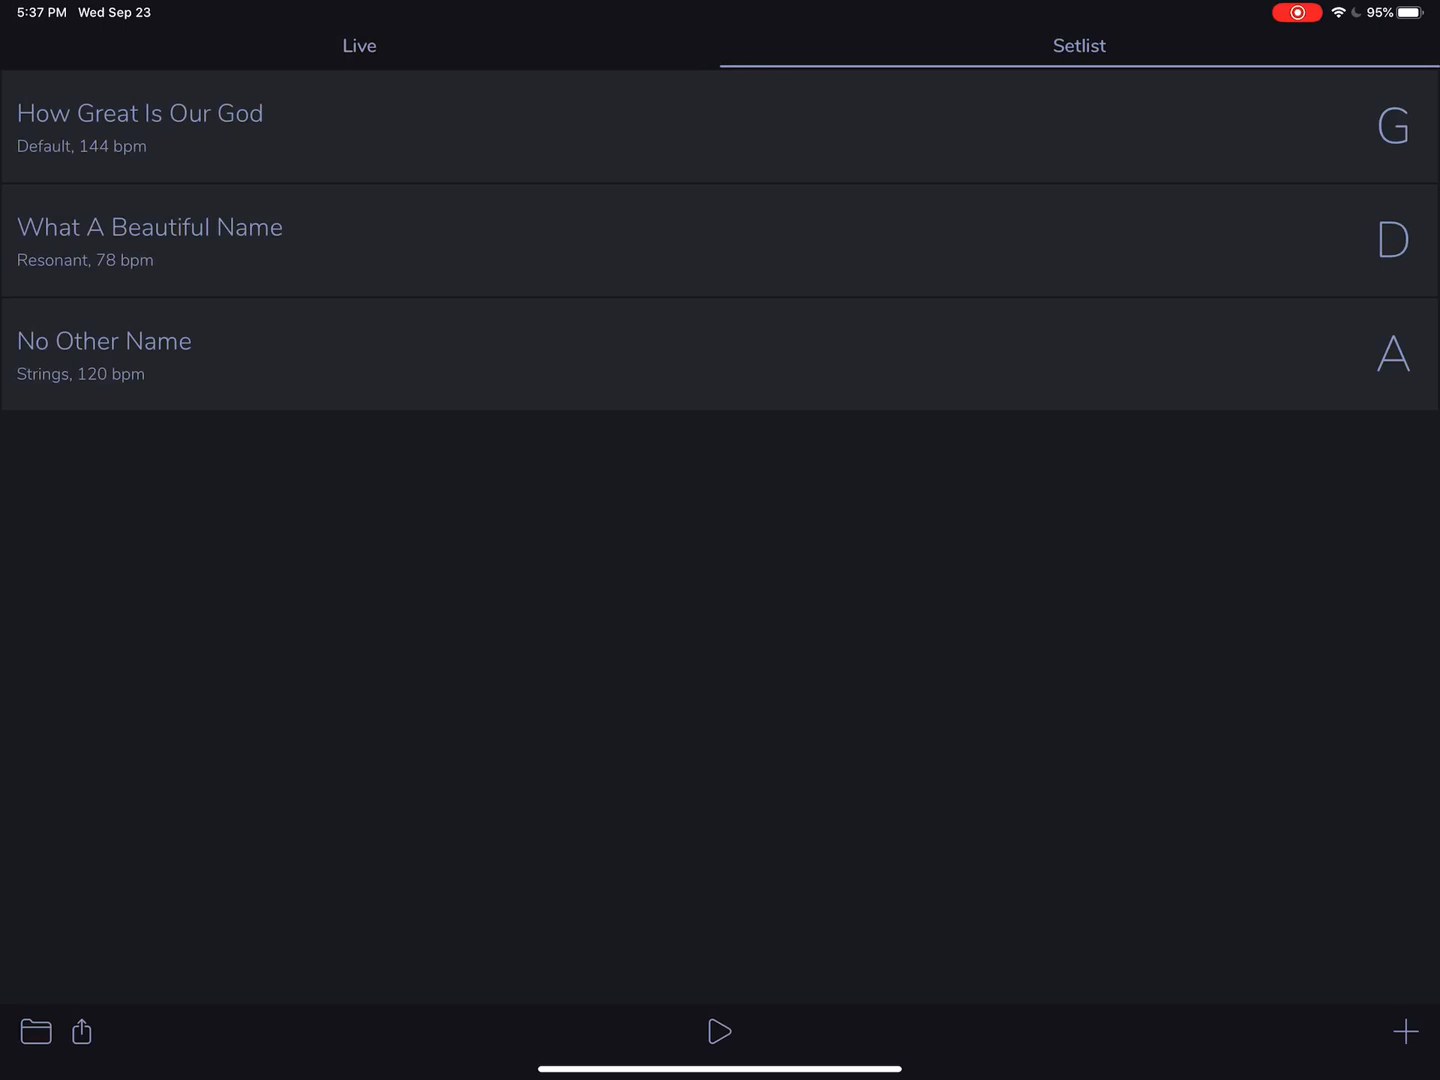 5:37 PM Wed Sep 23
95%
Live
Setlist
How Great Is Our God
Default, 144 bpm
G
What A Beautiful Name
Resonant, 78 bpm
D
No Other Name
Strings, 120 bpm
A